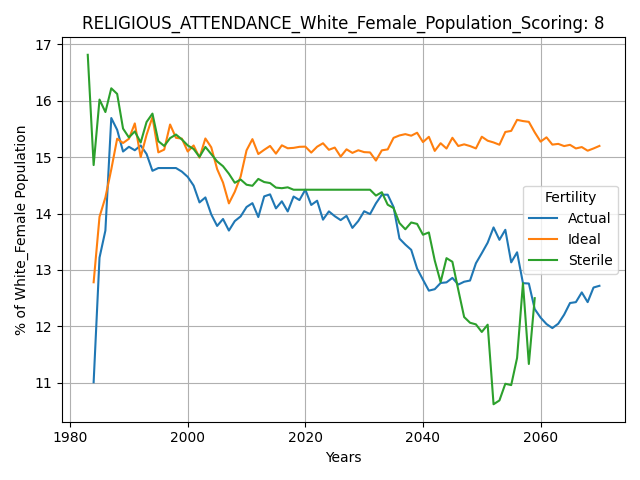 RELIGIOUS_ATTENDANCE_White_Female_Population_Scoring: 8
% of White_Female Population
17
16
15
14
13
12
11
Fertility
Actual
Ideal
Sterile
1980
2000
2020
2040
2060
Years